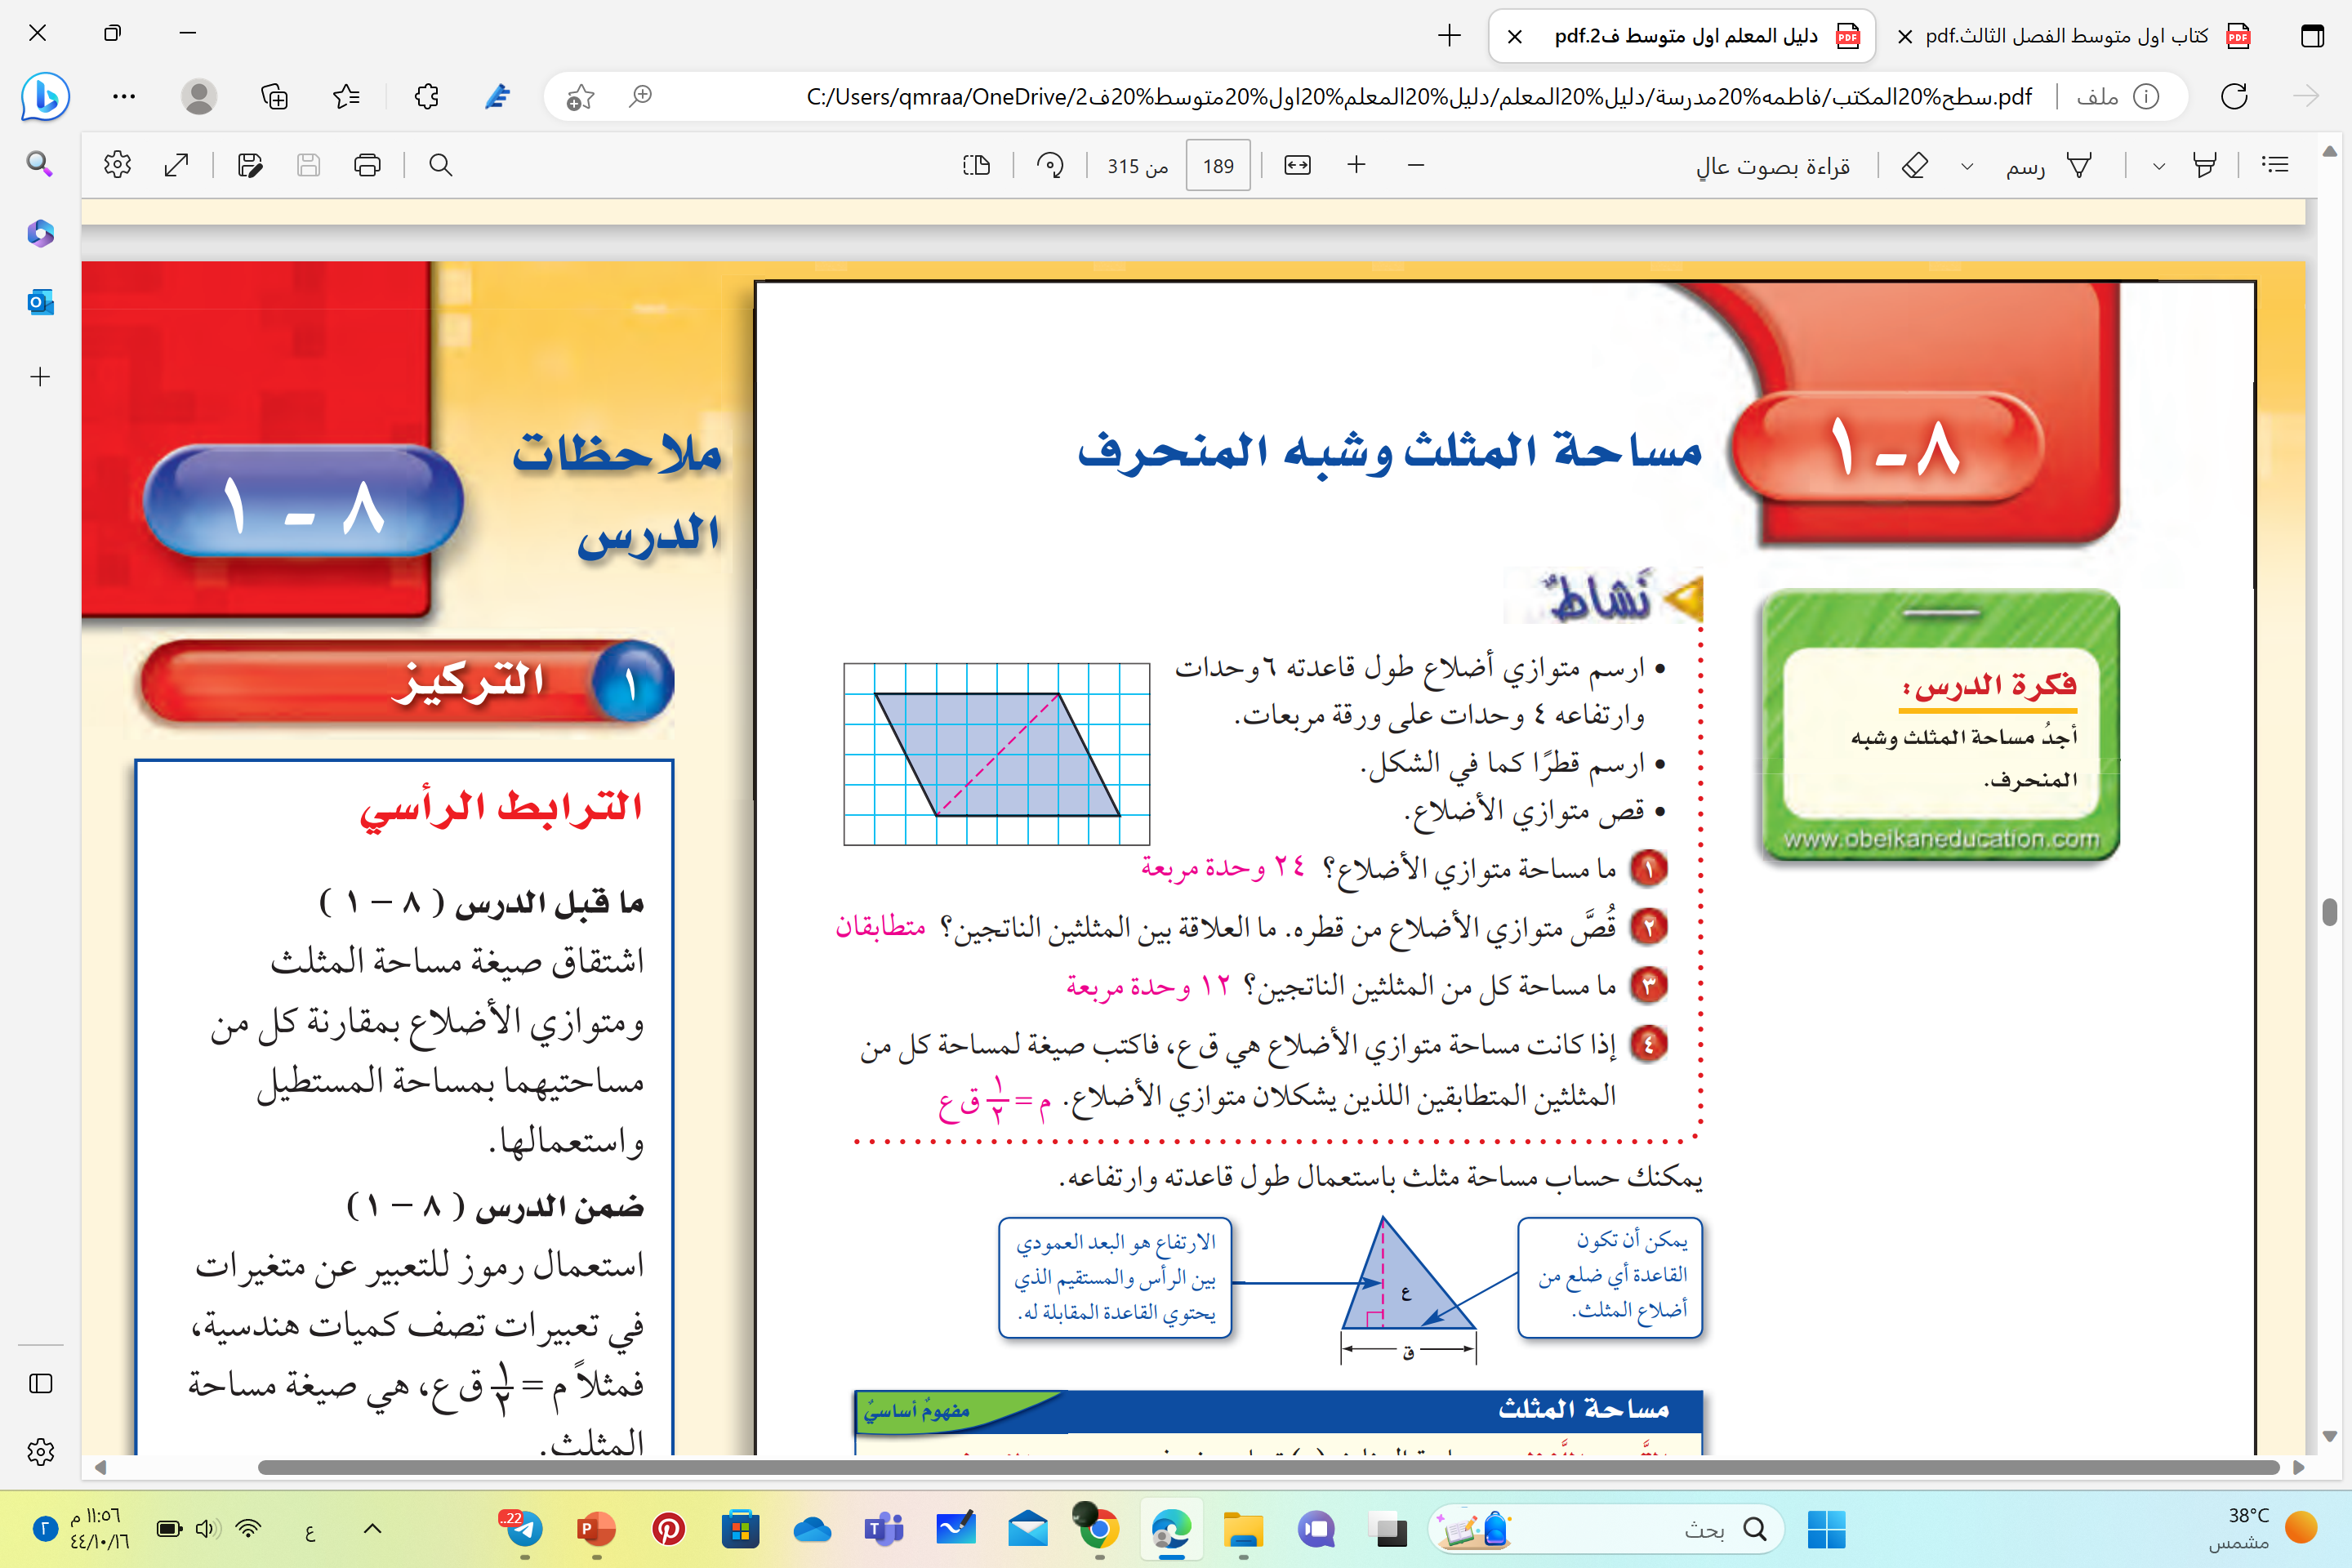 كتاب اول متوسط الفصل الثالث.pdf
دليل المعلم اول متوسط ف2.pdf
ملف
C:/Users/qmraa/OneDrive/سطح%20المكتب/فاطمه%20مدرسة/دليل%20المعلم/دليل%20المعلم%20اول%20متوسط%20ف2.pdf
رسم
قراءة بصوت عالٍ
189
من 315
٨ - ١
مساحة المثلث وشبه المنحرف
فكرة الدرس:
أجدُ مساحة المثلث وشبه
المنحرف.
www.obeikaneducation.com
نَشاطٌ
• ارسم متوازي أضلاع طول قاعدته ٦ وحدات
وارتفاعه ٤ وحدات على ورقة مربعات.
• ارسم قطرًا كما في الشكل.
• قص متوازي الأضلاع.
١ ما مساحة متوازي الأضلاع؟ ٢٤ وحدة مربعة
٢ قُصَّ متوازي الأضلاع من قطره. ما العلاقة بين المثلثين الناتجين؟ متطابقان
٣ ما مساحة كل من المثلثين الناتجين؟ ١٢ وحدة مربعة
٤ إذا كانت مساحة متوازي الأضلاع هي ق ع، فاكتب صيغة لمساحة كل من
المثلثين المتطابقين اللذين يشكلان متوازي الأضلاع. م = ١/٢ ق ع
يمكنك حساب مساحة مثلث باستعمال طول قاعدته وارتفاعه.
يمكن أن تكون
القاعدة أي ضلع من
أضلاع المثلث.
ع
ق
الارتفاع هو البعد العمودي
بين الرأس والمستقيم الذي
يحتوي القاعدة المقابلة له.
مساحة المثلث
مفهومٌ أساسيٌ
ملاحظات
الدرس
٨ - ١
١ التركيز
الترابط الرأسي
ما قبل الدرس ( ٨ – ١ )
اشتقاق صيغة مساحة المثلث
ومتوازي الأضلاع بمقارنة كل من
مساحتيهما بمساحة المستطيل
واستعمالها.
ضمن الدرس ( ٨ – ١ )
استعمال رموز للتعبير عن متغيرات
في تعبيرات تصف كميات هندسية،
فمثلاً م = ١/٢ ق ع، هي صيغة مساحة
المثلث.
38°C
مشمس
بحث
22..
ع
١١:٥٦ م
٤٤/١٠/١٦
٢